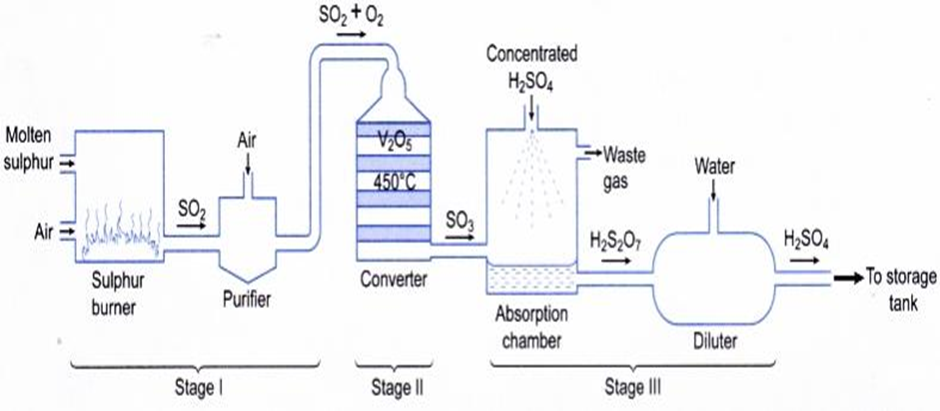 SO₂ + O₂
Concentrated
H₂SO₄
Molten
sulphur
Air
V₂O₅
Waste
gas
Water
450°C
SO₂
SO₃
Air
H₂S₂O₇
H₂SO₄
To storage
tank
Sulphur
burner
Purifier
Converter
Absorption
chamber
Diluter
Stage I
Stage II
Stage III